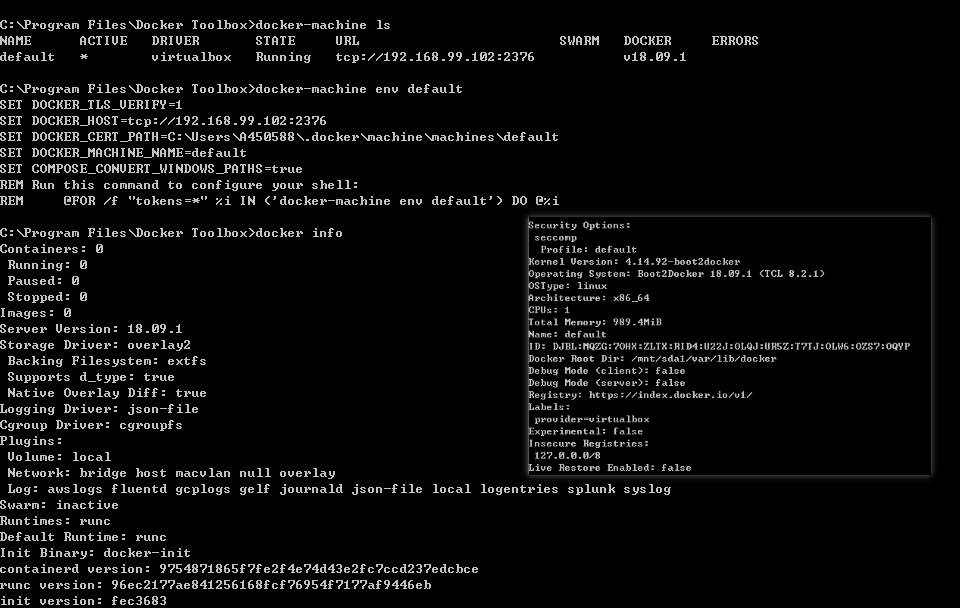 C:\Program Files\Docker Toolbox>docker-machine ls
NAME ACTIVE DRIVER STATE URL SWARM DOCKER ERRORS
default * virtualbox Running tcp://192.168.99.102:2376 v18.09.1
C:\Program Files\Docker Toolbox>docker-machine env default
SET DOCKER_TLS_VERIFY=1
SET DOCKER_HOST=tcp://192.168.99.102:2376
SET DOCKER_CERT_PATH=C:\Users\A450588\.docker\machine\machines\default
SET DOCKER_MACHINE_NAME=default
SET COMPOSE_CONVERT_WINDOWS_PATHS=true
REM Run this command to configure your shell:
REM @FOR /f "tokens=*" %i IN ('docker-machine env default') DO @%i
C:\Program Files\Docker Toolbox>docker info
Containers: 0
Running: 0
Paused: 0
Stopped: 0
Images: 0
Server Version: 18.09.1
Storage Driver: overlay2
Backing Filesystem: extfs
Supports d_type: true
Native Overlay Diff: true
Logging Driver: json-file
Cgroup Driver: cgroupfs
Plugins:
Volume: local
Network: bridge host macvlan null overlay
Log: awslogs fluentd gcplogs gelf journald json-file local logentries splunk syslog
Swarm: inactive
Runtimes: runc
Default Runtime: runc
Init Binary: docker-init
containerd version: 9754871865f7fe2f4e74d43e2fc7ccd237edcbce
runc version: 96ec2177ae841256168fcf76954f7177af9446eb
init version: fec3683
Security Options:
seccomp
Profile: default
Kernel Version: 4.14.92-boot2docker
Operating System: Boot2Docker 18.09.1 (TCL 8.2.1)
OSType: linux
Architecture: x86_64
CPUs: 1
Total Memory: 989.4MiB
Name: default
ID: DJBL:MQZG:7OHX:ZLTX:RID4:U22J:OLQJ:UR5Z:T7TJ:OLW6:OZS7:OQYP
Docker Root Dir: /mnt/sda1/var/lib/docker
Debug Mode (client): false
Debug Mode (server): false
Registry: https://index.docker.io/v1/
Labels:
provider=virtualbox
Experimental: false
Insecure Registries:
127.0.0.0/8
Live Restore Enabled: false